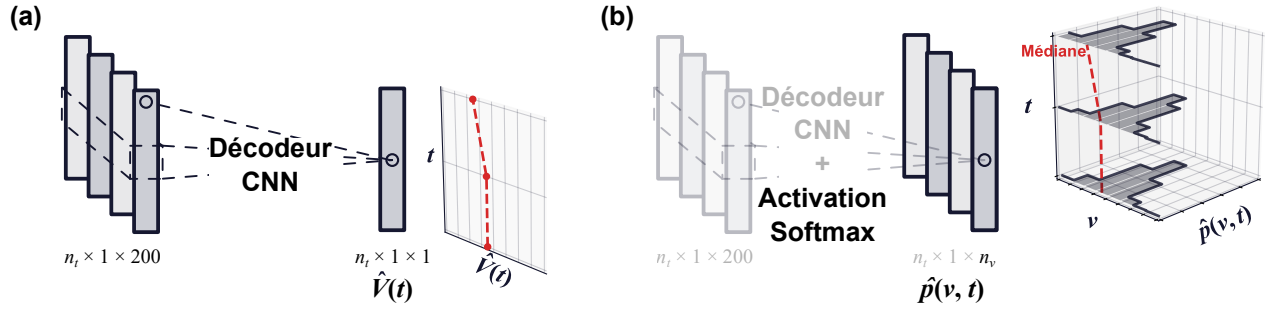 (a)
Décodeur
CNN
n_t × 1 × 200
n_t × 1 × 1
V̂(t)
t
V̂(t)
(b)
Décodeur
CNN
+
Activation
Softmax
n_t × 1 × 200
n_t × 1 × n_v
p̂(v, t)
Médiane
t
v
p̂(v, t)